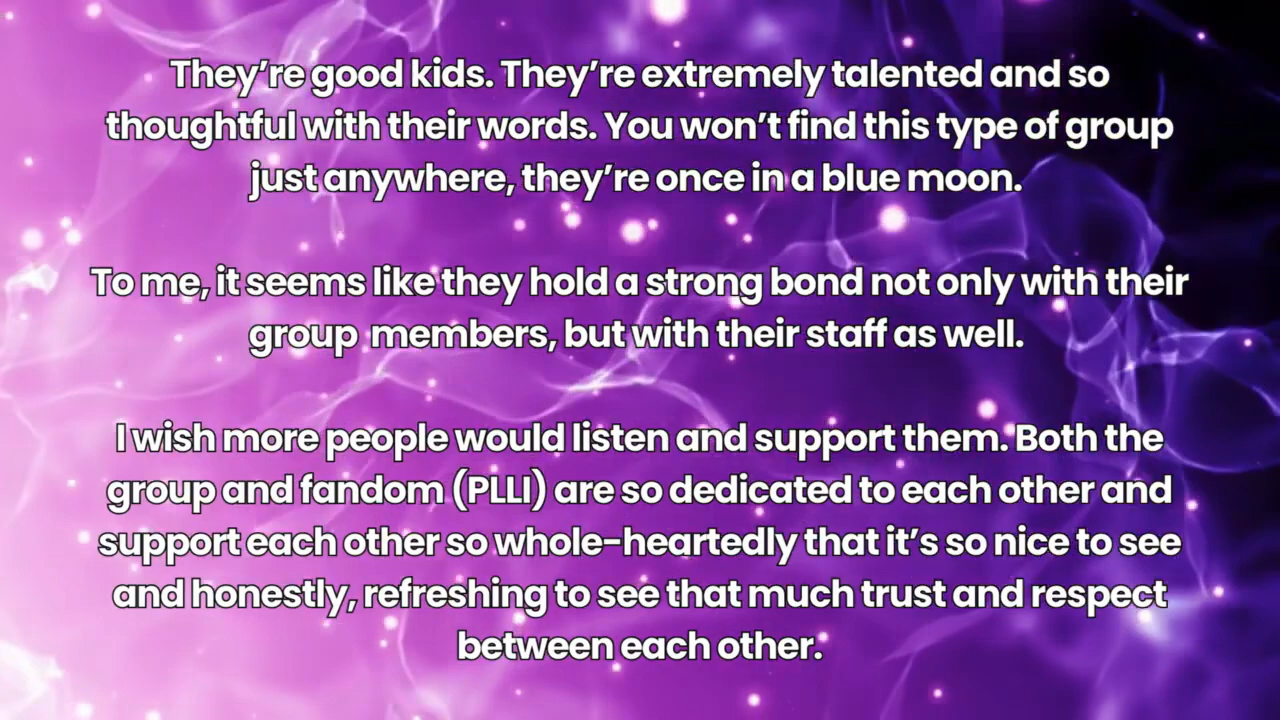 They’re good kids. They’re extremely talented and so
thoughtful with their words. You won’t find this type of group
just anywhere, they’re once in a blue moon.
To me, it seems like they hold a strong bond not only with their
group  members, but with their staff as well.
I wish more people would listen and support them. Both the
group and fandom (PLLI) are so dedicated to each other and
support each other so whole-heartedly that it’s so nice to see
and honestly, refreshing to see that much trust and respect
between each other.